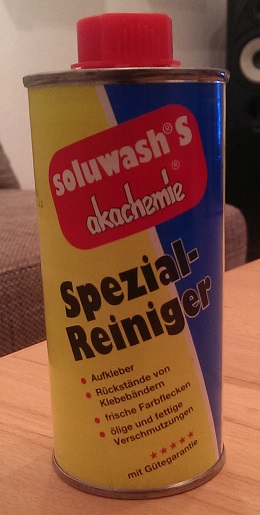 soluwash® S
akachemie®
Spezial-
Reiniger
• Aufkleber
• Rückstände von
Klebebändern
• frische Farbflecken
• ölige und fettige
Verschmutzungen
★★★★★
mit Gütegarantie